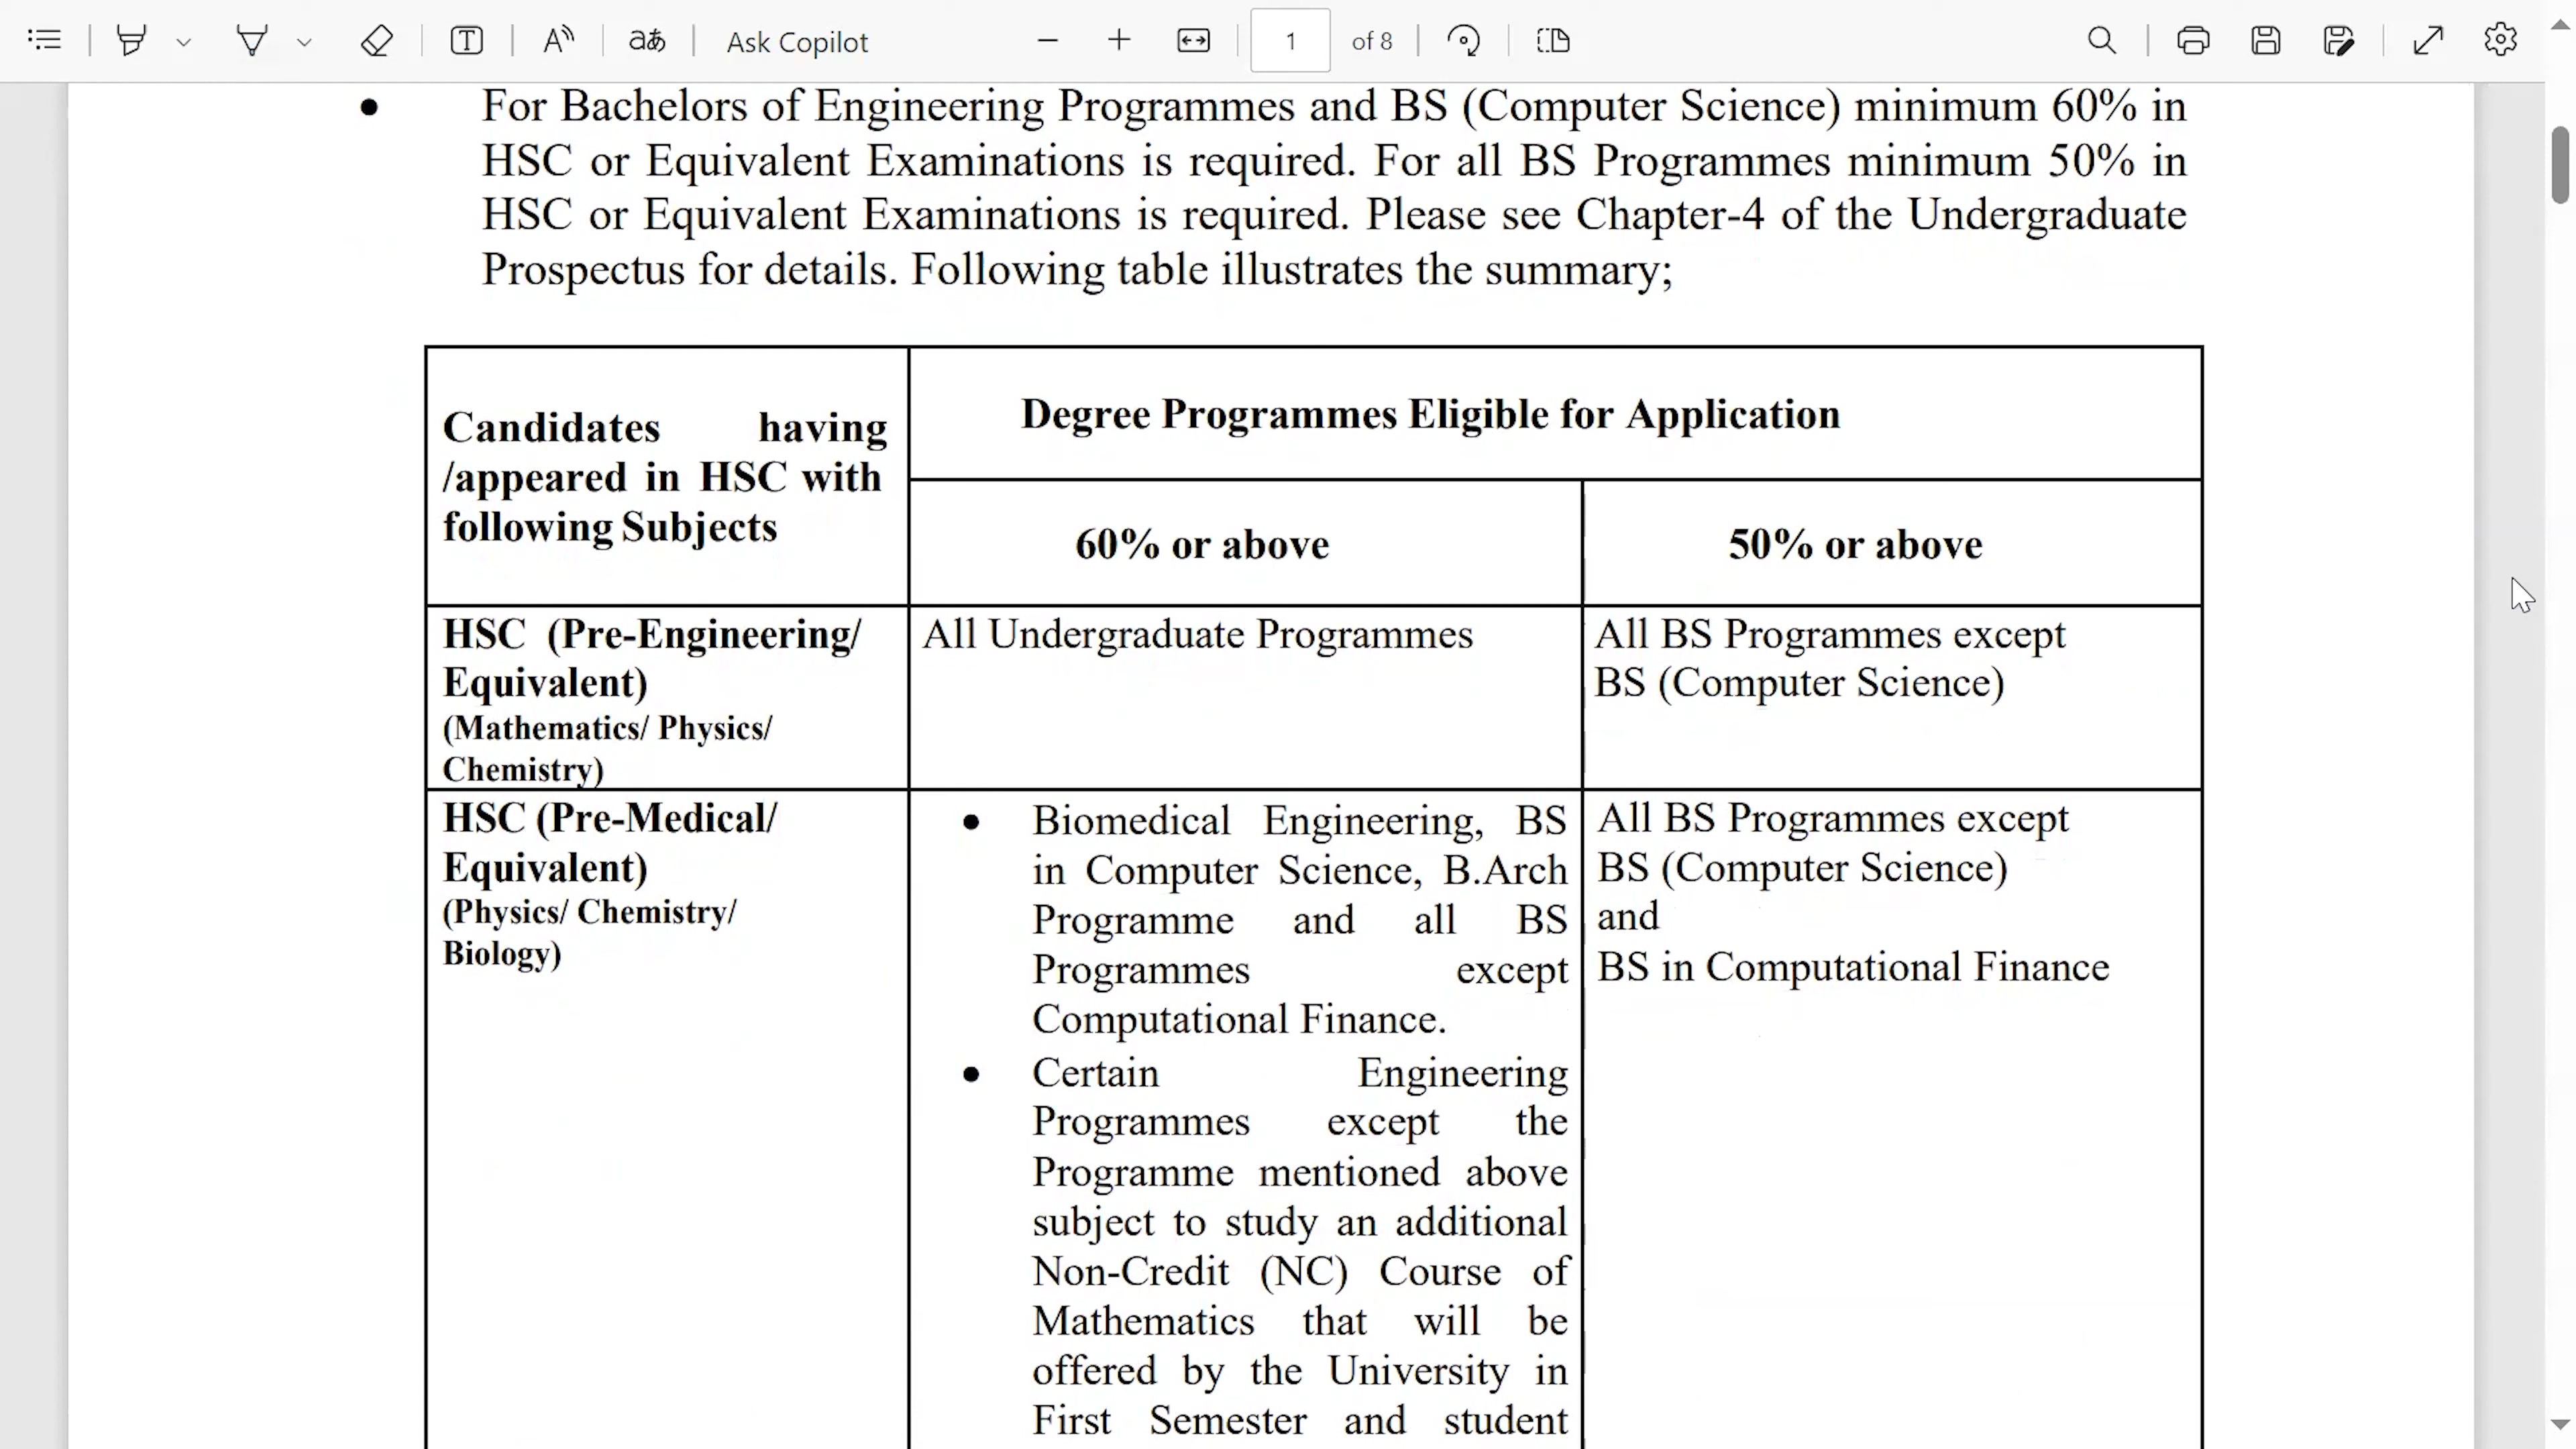 Ask Copilot
1 of 8
● For Bachelors of Engineering Programmes and BS (Computer Science) minimum 60% in
HSC or Equivalent Examinations is required. For all BS Programmes minimum 50% in
HSC or Equivalent Examinations is required. Please see Chapter-4 of the Undergraduate
Prospectus for details. Following table illustrates the summary;
Candidates having
/appeared in HSC with
following Subjects
Degree Programmes Eligible for Application
60% or above
50% or above
HSC (Pre-Engineering/
Equivalent)
(Mathematics/ Physics/
Chemistry)
All Undergraduate Programmes
All BS Programmes except
BS (Computer Science)
HSC (Pre-Medical/
Equivalent)
(Physics/ Chemistry/
Biology)
● Biomedical Engineering, BS
in Computer Science, B.Arch
Programme and all BS
Programmes except
Computational Finance.
● Certain Engineering
Programmes except the
Programme mentioned above
subject to study an additional
Non-Credit (NC) Course of
Mathematics that will be
offered by the University in
First Semester and student
All BS Programmes except
BS (Computer Science)
and
BS in Computational Finance